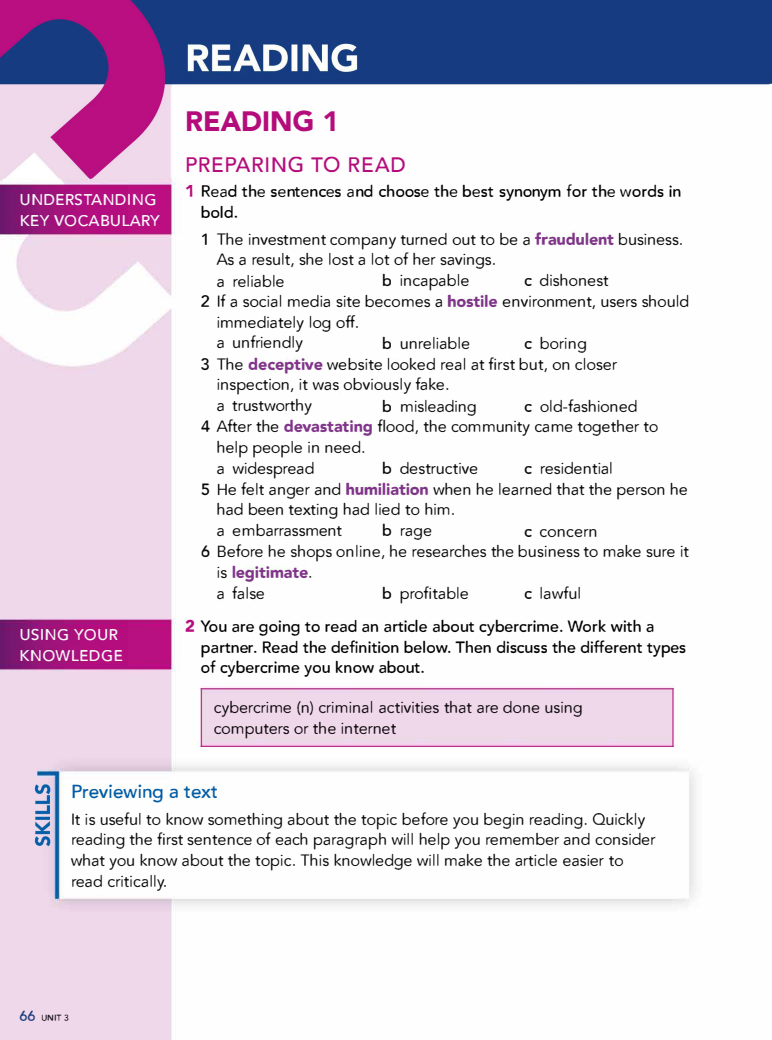 READING
READING 1
PREPARING TO READ
UNDERSTANDING
KEY VOCABULARY
1 Read the sentences and choose the best synonym for the words in
bold.
1 The investment company turned out to be a fraudulent business.
As a result, she lost a lot of her savings.
a reliable b incapable c dishonest
2 If a social media site becomes a hostile environment, users should
immediately log off.
a unfriendly b unreliable c boring
3 The deceptive website looked real at first but, on closer
inspection, it was obviously fake.
a trustworthy b misleading c old-fashioned
4 After the devastating flood, the community came together to
help people in need.
a widespread b destructive c residential
5 He felt anger and humiliation when he learned that the person he
had been texting had lied to him.
a embarrassment b rage c concern
6 Before he shops online, he researches the business to make sure it
is legitimate.
a false b profitable c lawful
USING YOUR
KNOWLEDGE
2 You are going to read an article about cybercrime. Work with a
partner. Read the definition below. Then discuss the different types
of cybercrime you know about.
cybercrime (n) criminal activities that are done using
computers or the internet
SKILLS
Previewing a text
It is useful to know something about the topic before you begin reading. Quickly
reading the first sentence of each paragraph will help you remember and consider
what you know about the topic. This knowledge will make the article easier to
read critically.
66 UNIT 3